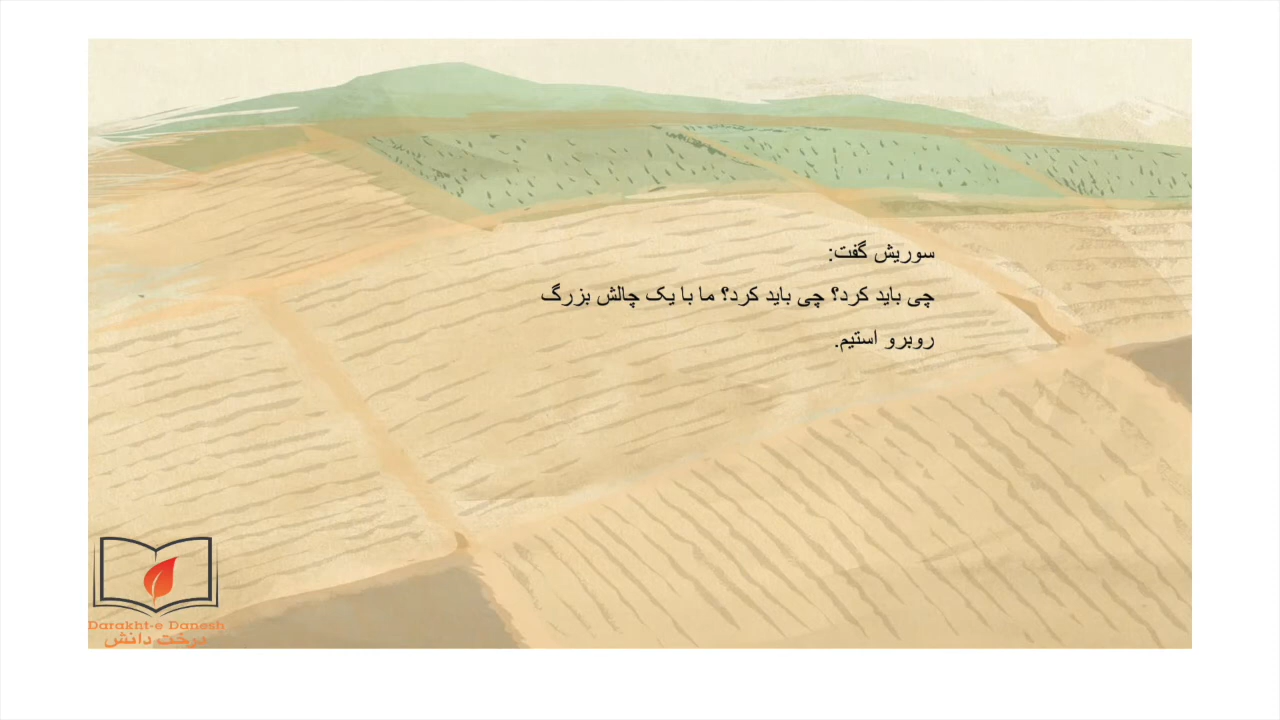 سوریش گفت:
چی باید کرد؟ چی باید کرد؟ ما با یک چالش بزرگ
روبرو استیم.
Darakht-e Danesh
درخت دانش